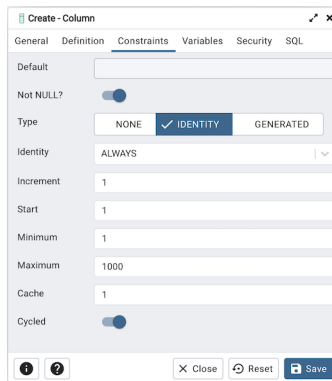 Create - Column
General Definition Constraints Variables Security SQL
Default
Not NULL?
Type NONE IDENTITY GENERATED
Identity ALWAYS
Increment 1
Start 1
Minimum 1
Maximum 1000
Cache 1
Cycled
i ? Close Reset Save